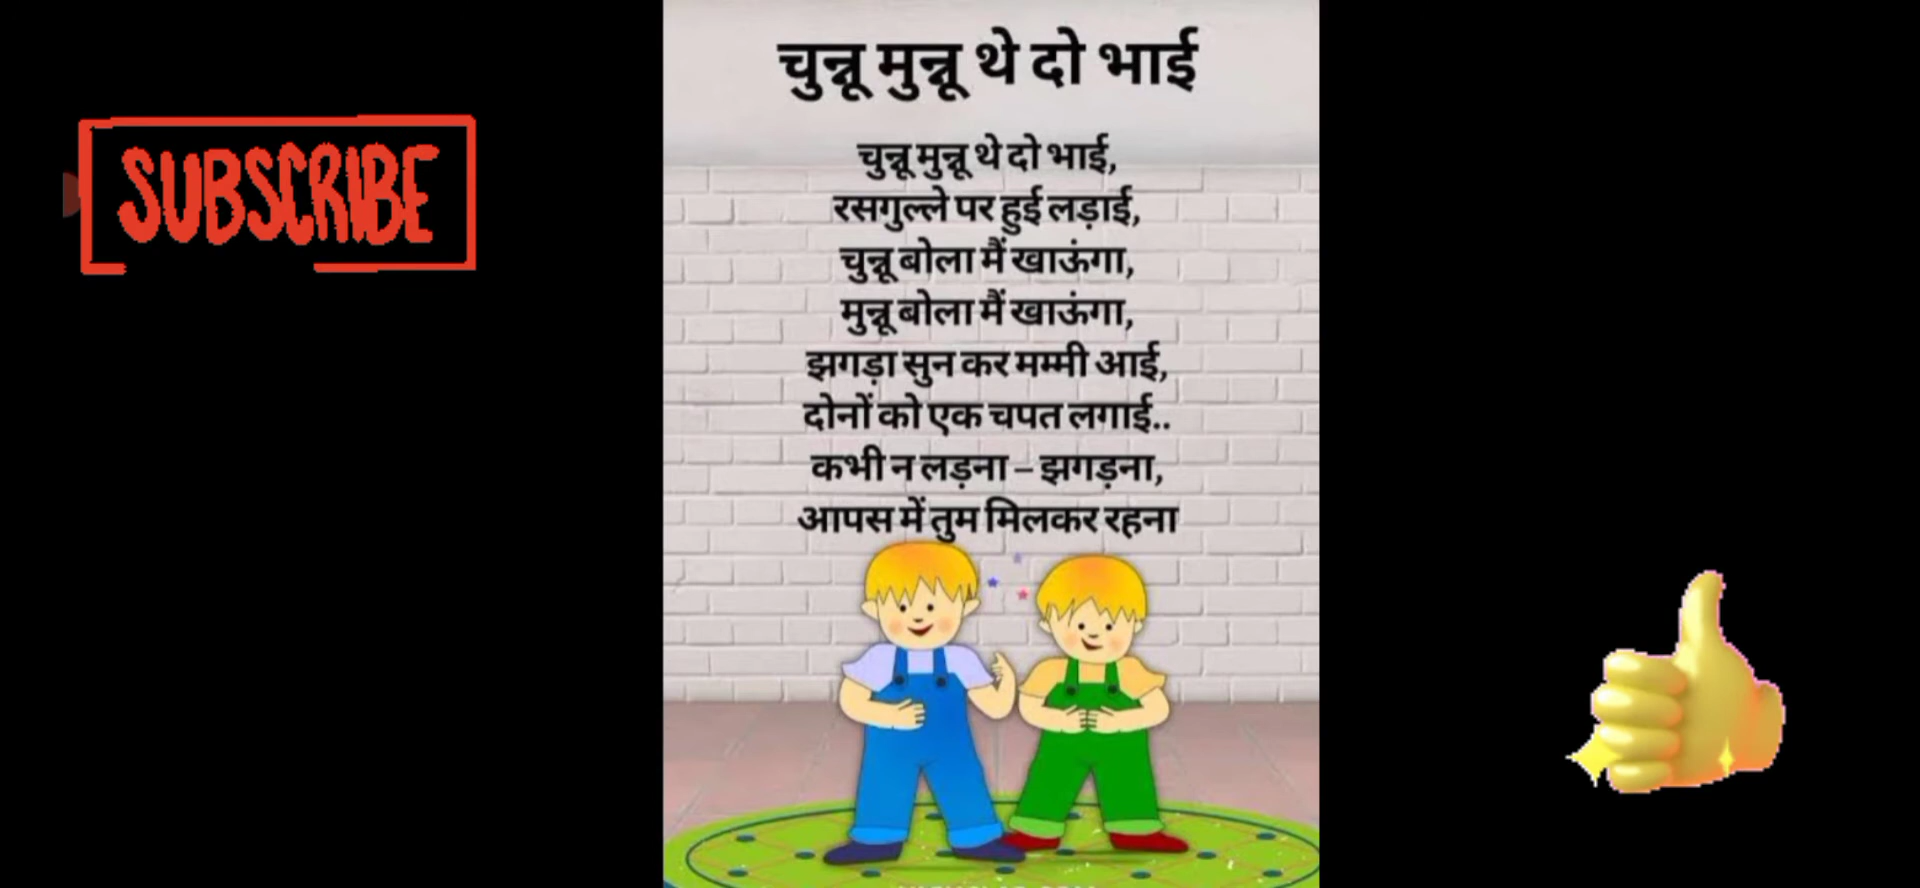 SUBSCRIBE
चुन्नू मुन्नू थे दो भाई
चुन्नू मुन्नू थे दो भाई,
रसगुल्ले पर हुई लड़ाई,
चुन्नू बोला मैं खाऊंगा,
मुन्नू बोला मैं खाऊंगा,
झगड़ा सुन कर मम्मी आई,
दोनों को एक चपत लगाई..
कभी न लड़ना – झगड़ना,
आपस में तुम मिलकर रहना